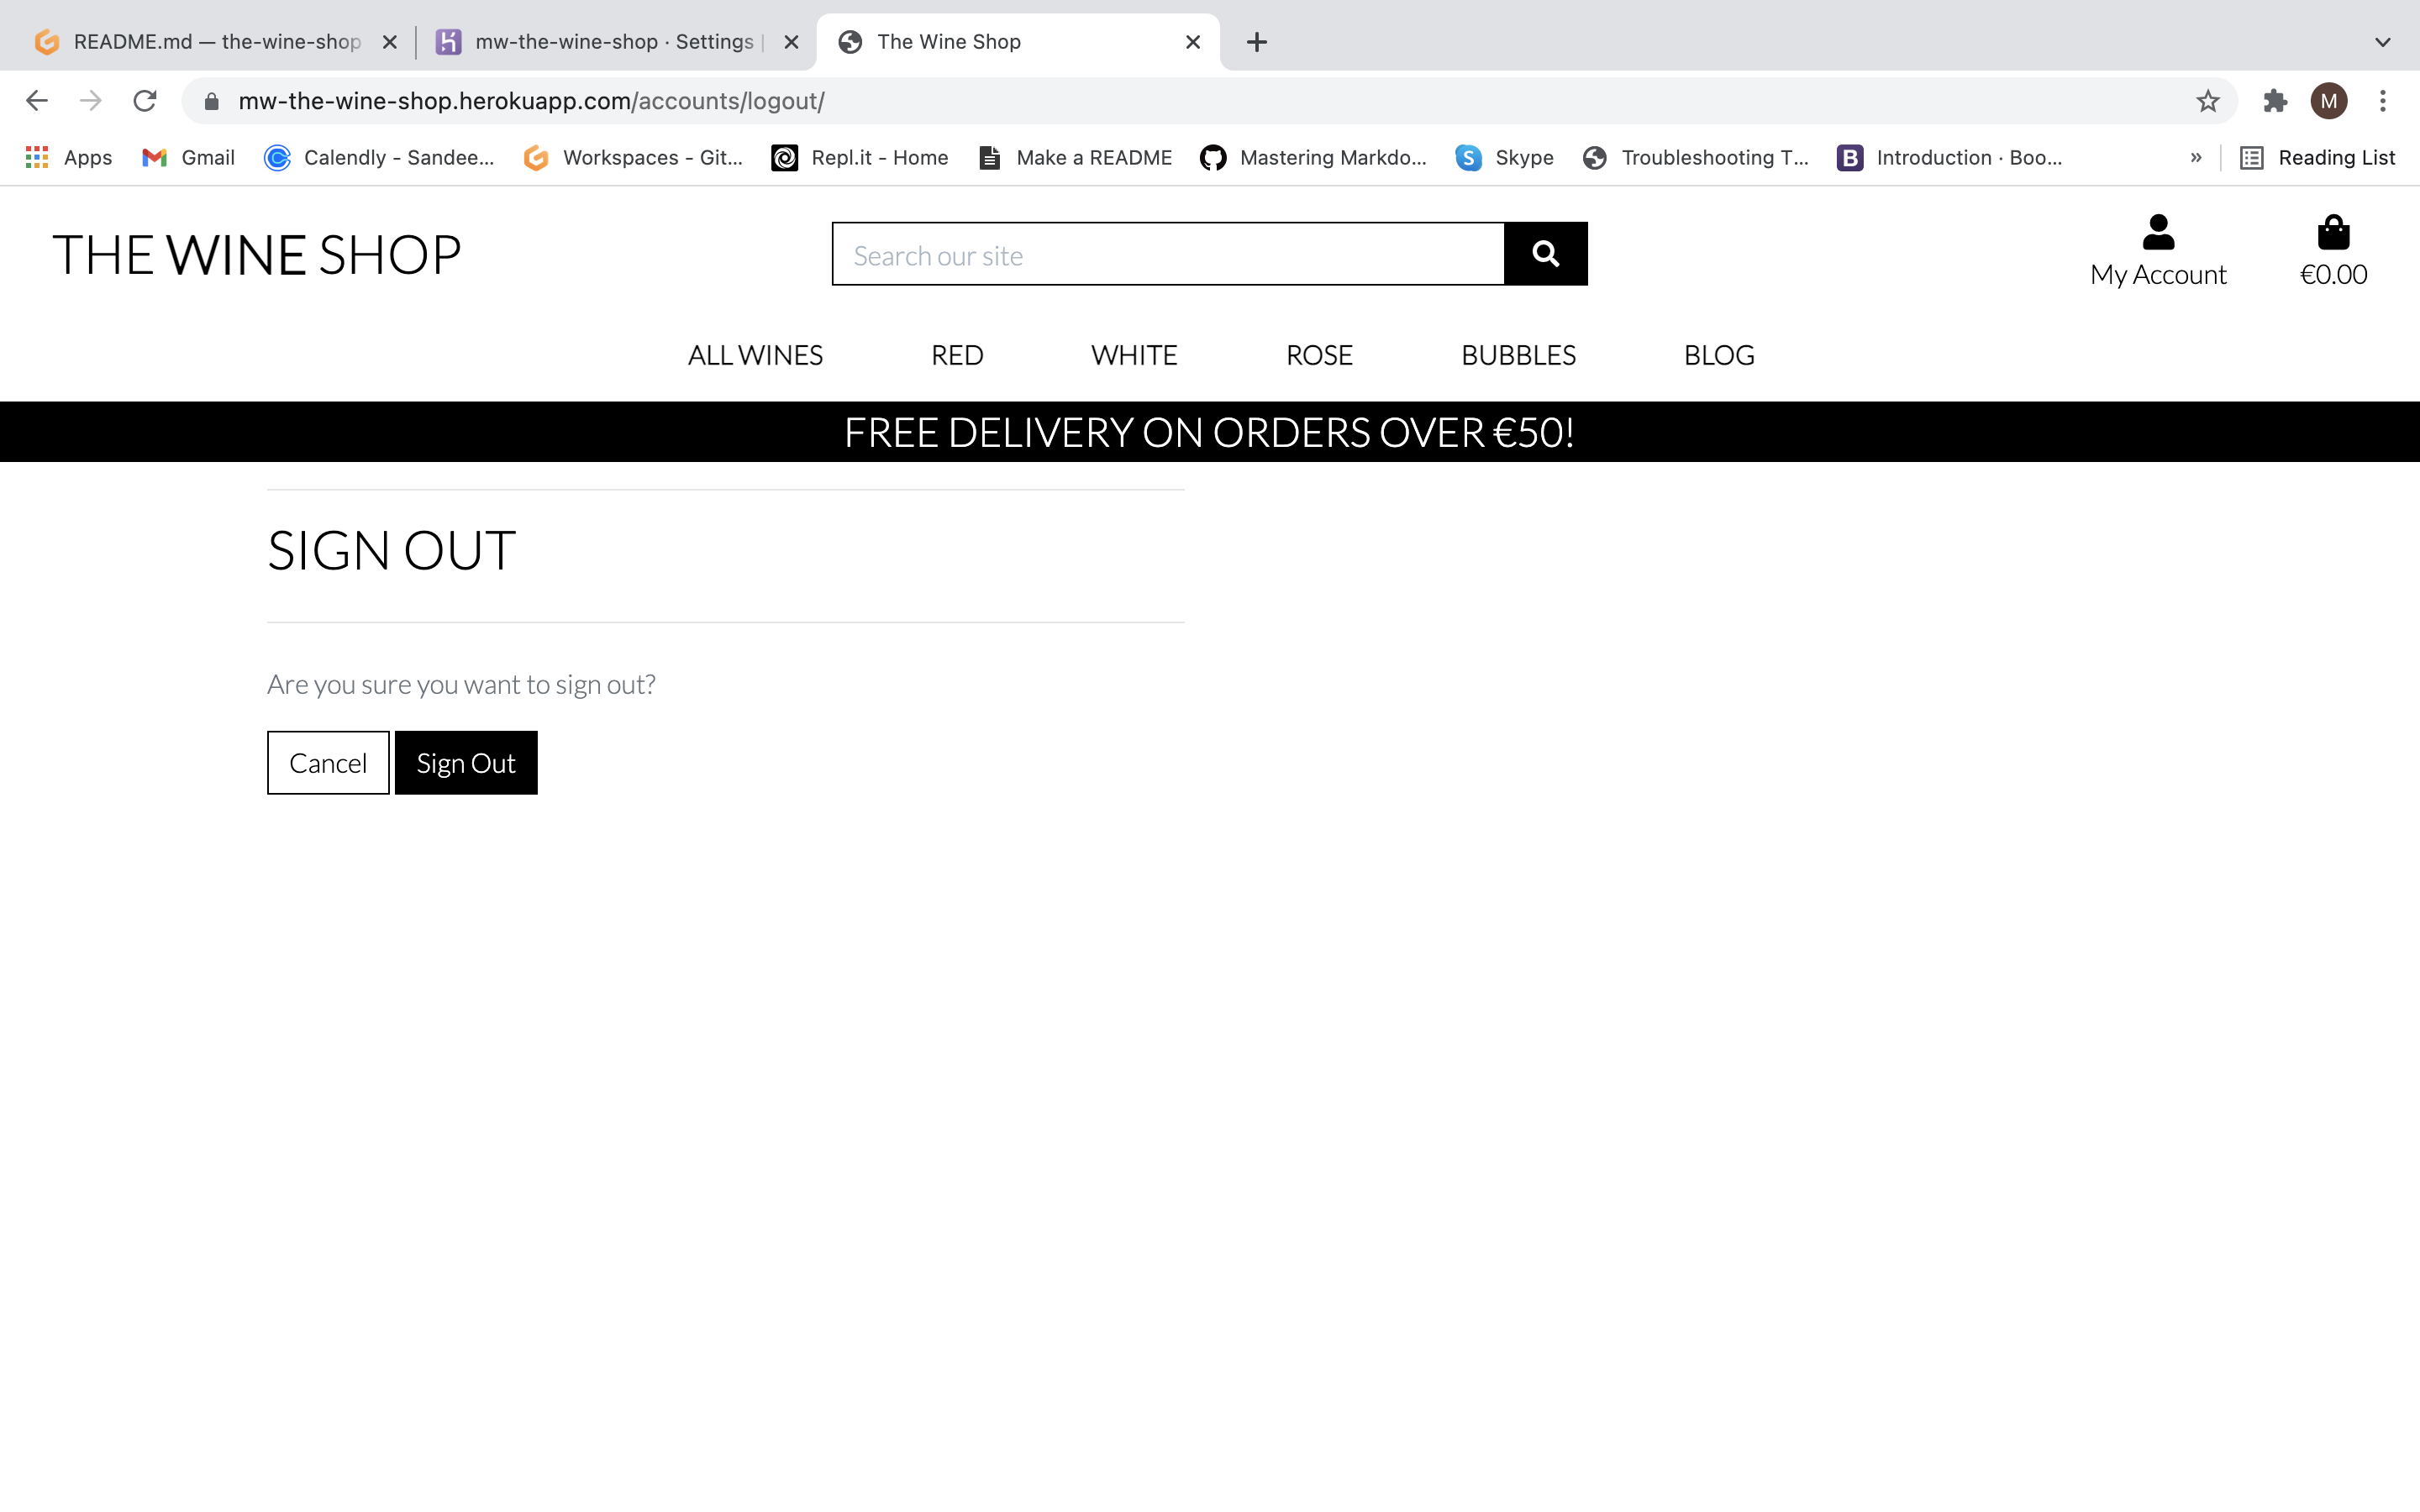 README.md — the-wine-shop
mw-the-wine-shop · Settings |
The Wine Shop
mw-the-wine-shop.herokuapp.com/accounts/logout/
M
Apps
Gmail
Calendly - Sandee...
Workspaces - Git...
Repl.it - Home
Make a README
Mastering Markdo...
Skype
Troubleshooting T...
Introduction · Boo...
»
Reading List
THE WINE SHOP
Search our site
My Account
€0.00
ALL WINES
RED
WHITE
ROSE
BUBBLES
BLOG
FREE DELIVERY ON ORDERS OVER €50!
SIGN OUT
Are you sure you want to sign out?
Cancel
Sign Out